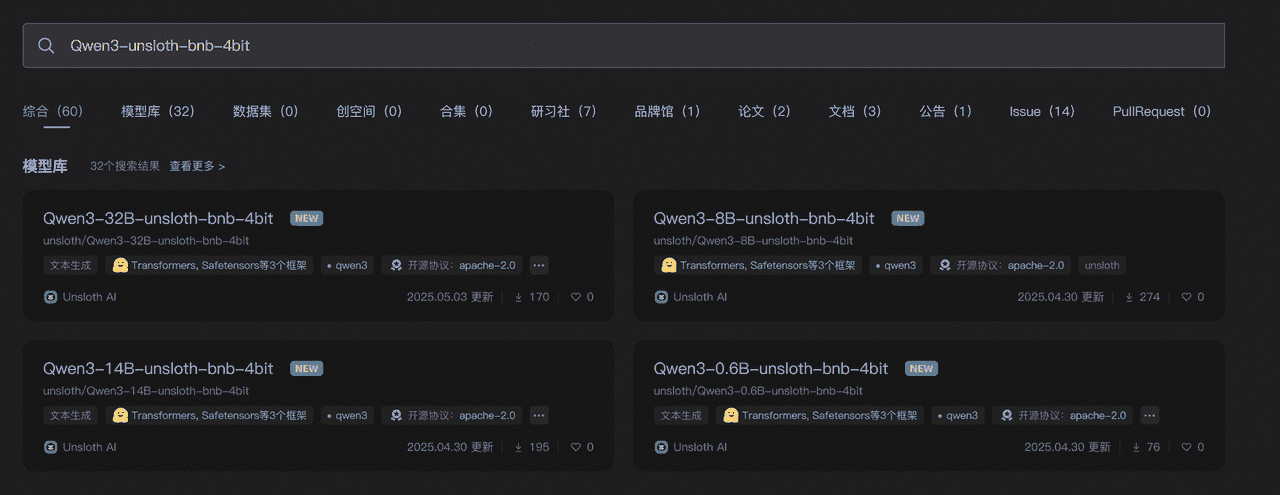 Qwen3-unsloth-bnb-4bit
综合（60） 模型库（32） 数据集（0） 创空间（0） 合集（0） 研习社（7） 品牌馆（1） 论文（2） 文档（3） 公告（1） Issue（14） PullRequest（0）
模型库 32个搜索结果 查看更多 >
Qwen3-32B-unsloth-bnb-4bit NEW
unsloth/Qwen3-32B-unsloth-bnb-4bit
文本生成 Transformers, Safetensors等3个框架 • qwen3 开源协议：apache-2.0 ···
Unsloth AI 2025.05.03 更新 170 0
Qwen3-8B-unsloth-bnb-4bit NEW
unsloth/Qwen3-8B-unsloth-bnb-4bit
Transformers, Safetensors等3个框架 • qwen3 开源协议：apache-2.0 unsloth
Unsloth AI 2025.04.30 更新 274 0
Qwen3-14B-unsloth-bnb-4bit NEW
unsloth/Qwen3-14B-unsloth-bnb-4bit
文本生成 Transformers, Safetensors等3个框架 • qwen3 开源协议：apache-2.0 ···
Unsloth AI 2025.04.30 更新 195 0
Qwen3-0.6B-unsloth-bnb-4bit NEW
unsloth/Qwen3-0.6B-unsloth-bnb-4bit
文本生成 Transformers, Safetensors等3个框架 • qwen3 开源协议：apache-2.0 ···
Unsloth AI 2025.04.30 更新 76 0